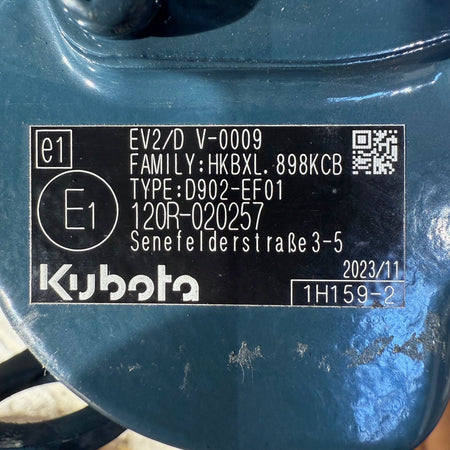 e1
EV2/D V-0009
FAMILY:HKBXL.898KCB
TYPE:D902-EF01
E1
120R-020257
Senefelderstraße3-5
2023/11
Kubota
1H159-2